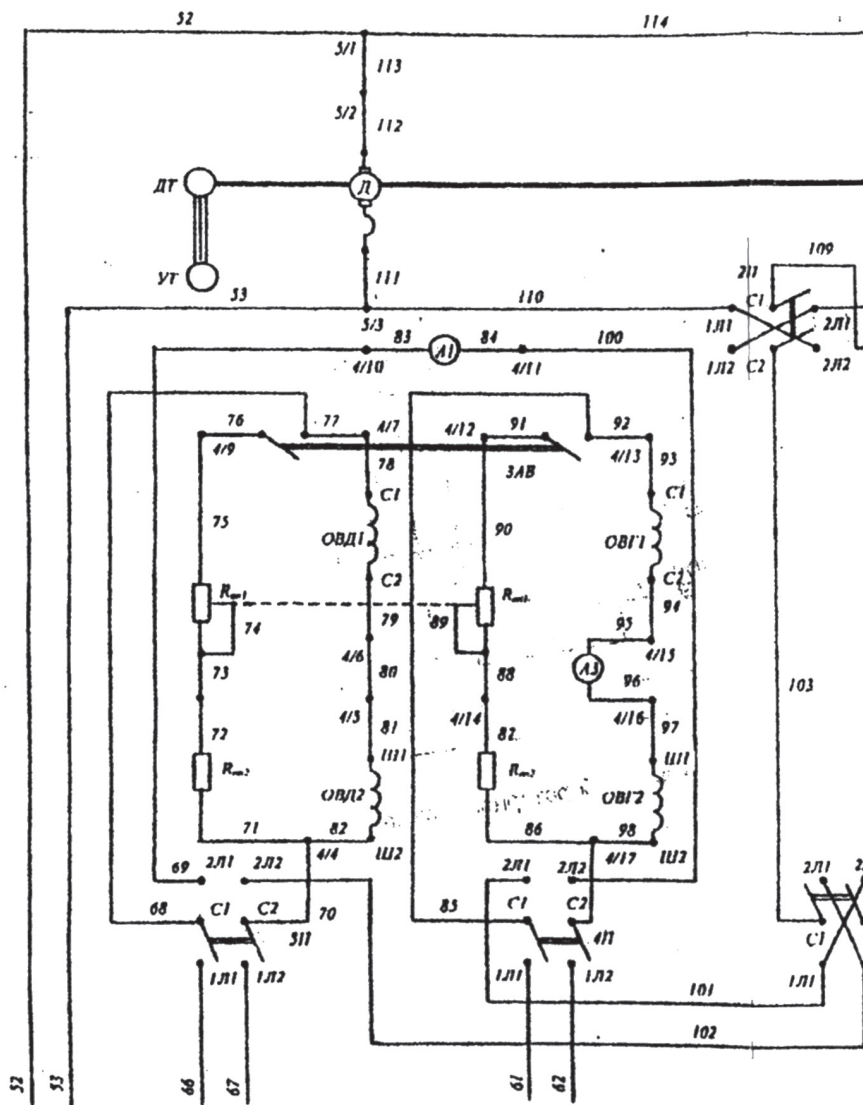 52 114
5/1
113
5/2
112
ДТ Л
УТ
111
53 110
5/3
2П 109
С1
1Л1 2Л1
1Л2 С2 2Л2
83 А1 84 100
4/10 4/11
76 77 4/7
4/9
78
4/12 91 92
ЗАВ
4/13
93
С1 С1
75 90
ОВД1 ОВГ1
С2 С2
74 79 89 94
73 4/6 80 88 95 4/15
А3
96
103
4/5 81 4/14 4/16 97
72 82
Ш1 Ш1
ОВД2 ОВГ2
71 82 86 98
4/4 Ш2 4/17 Ш2
69 2Л1 2Л2 2Л1 2Л2 2Л1
68 С1 С2 70 85 С1 С2 С1
5П 4П
1Л1 1Л2 1Л1 1Л2 1Л1
101
102
52 53 66 67 61 62